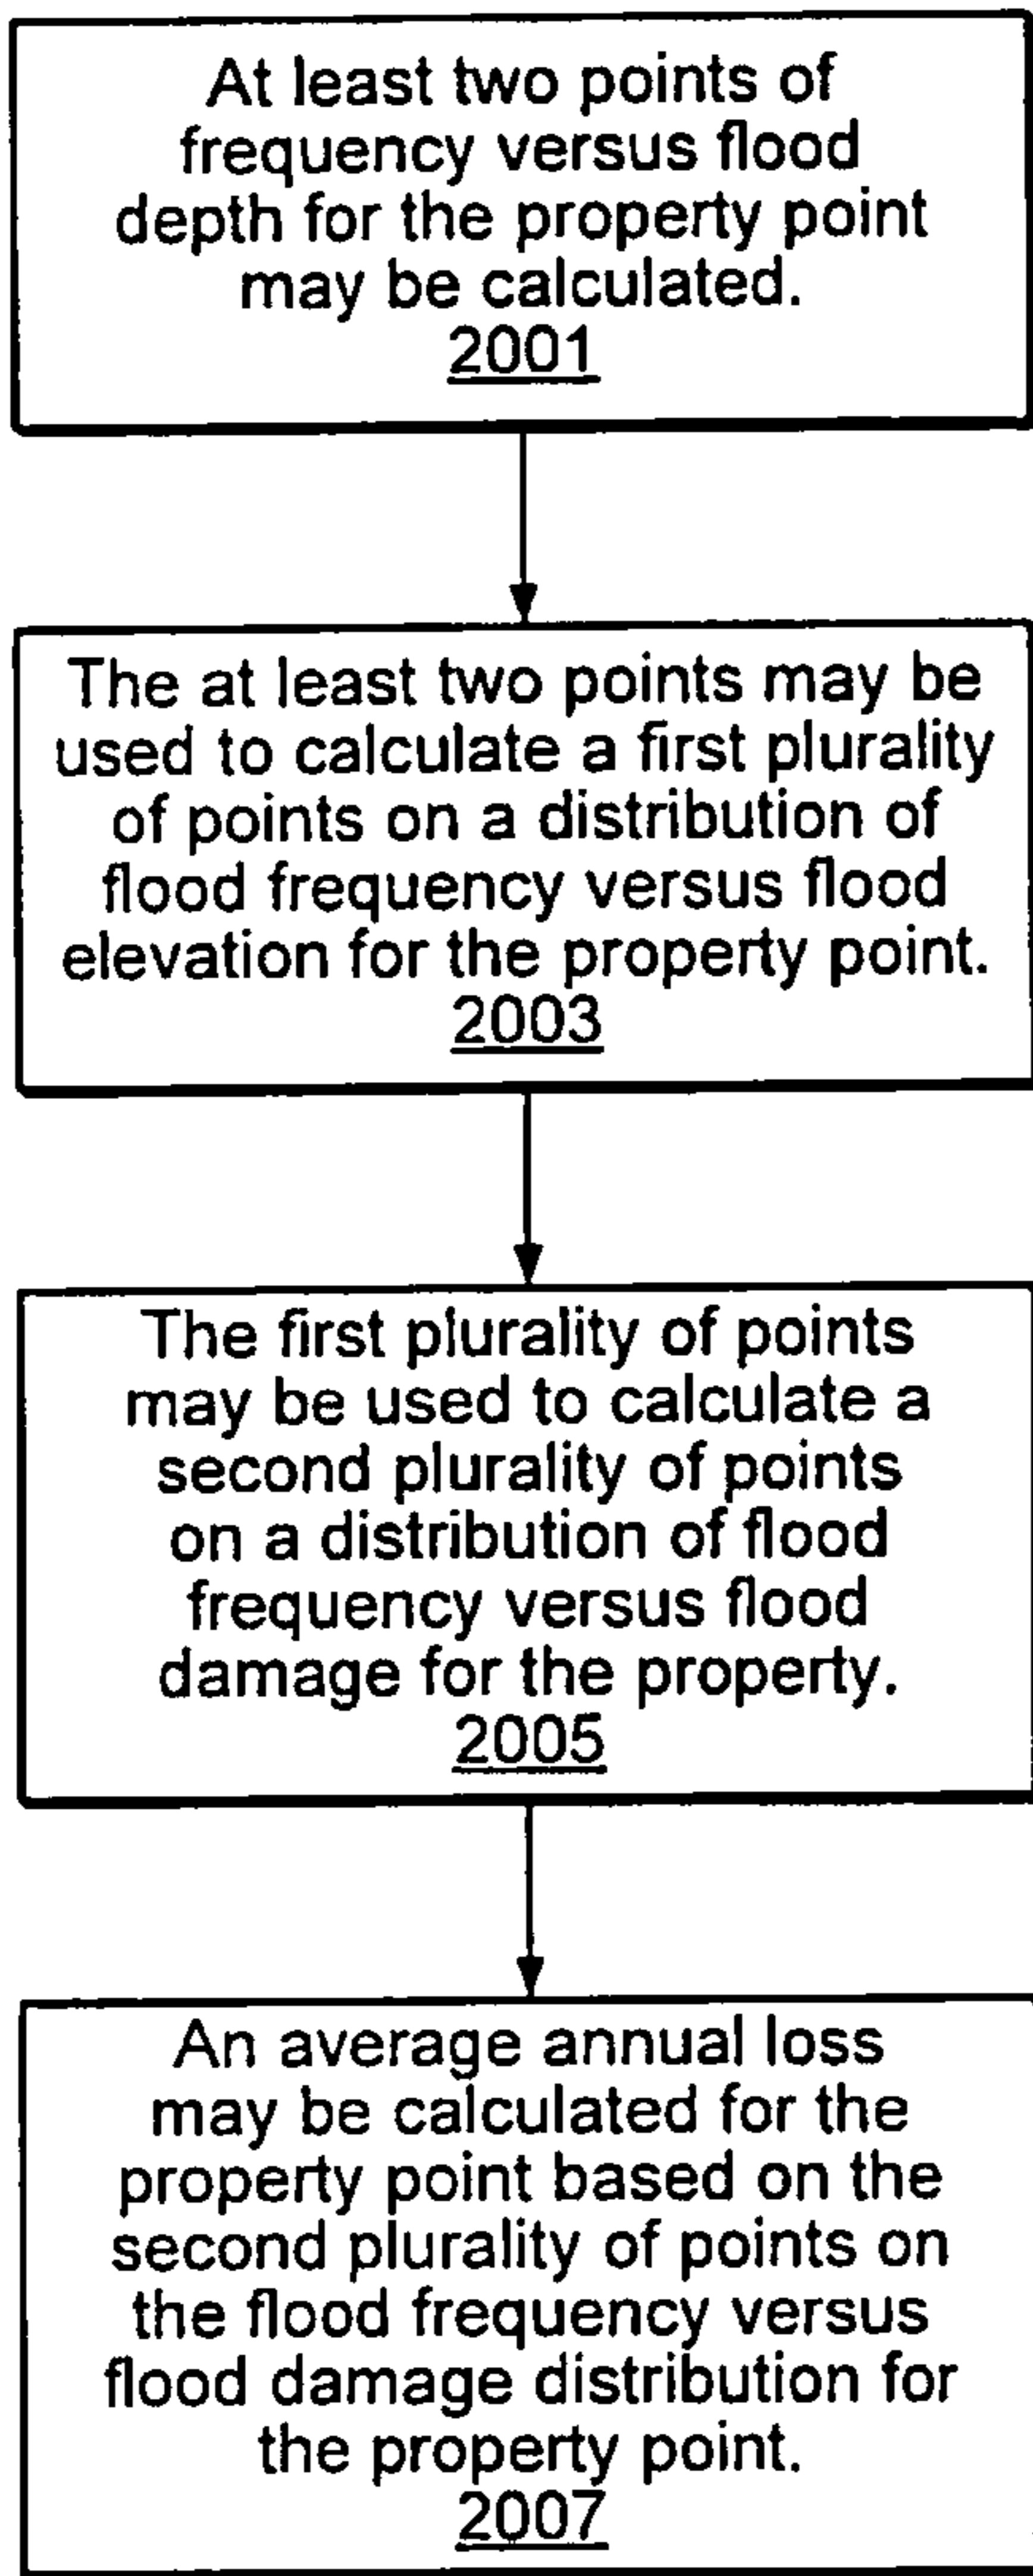 At least two points of
frequency versus flood
depth for the property point
may be calculated.
2001
The at least two points may be
used to calculate a first plurality
of points on a distribution of
flood frequency versus flood
elevation for the property point.
2003
The first plurality of points
may be used to calculate a
second plurality of points
on a distribution of flood
frequency versus flood
damage for the property.
2005
An average annual loss
may be calculated for the
property point based on the
second plurality of points on
the flood frequency versus
flood damage distribution for
the property point.
2007